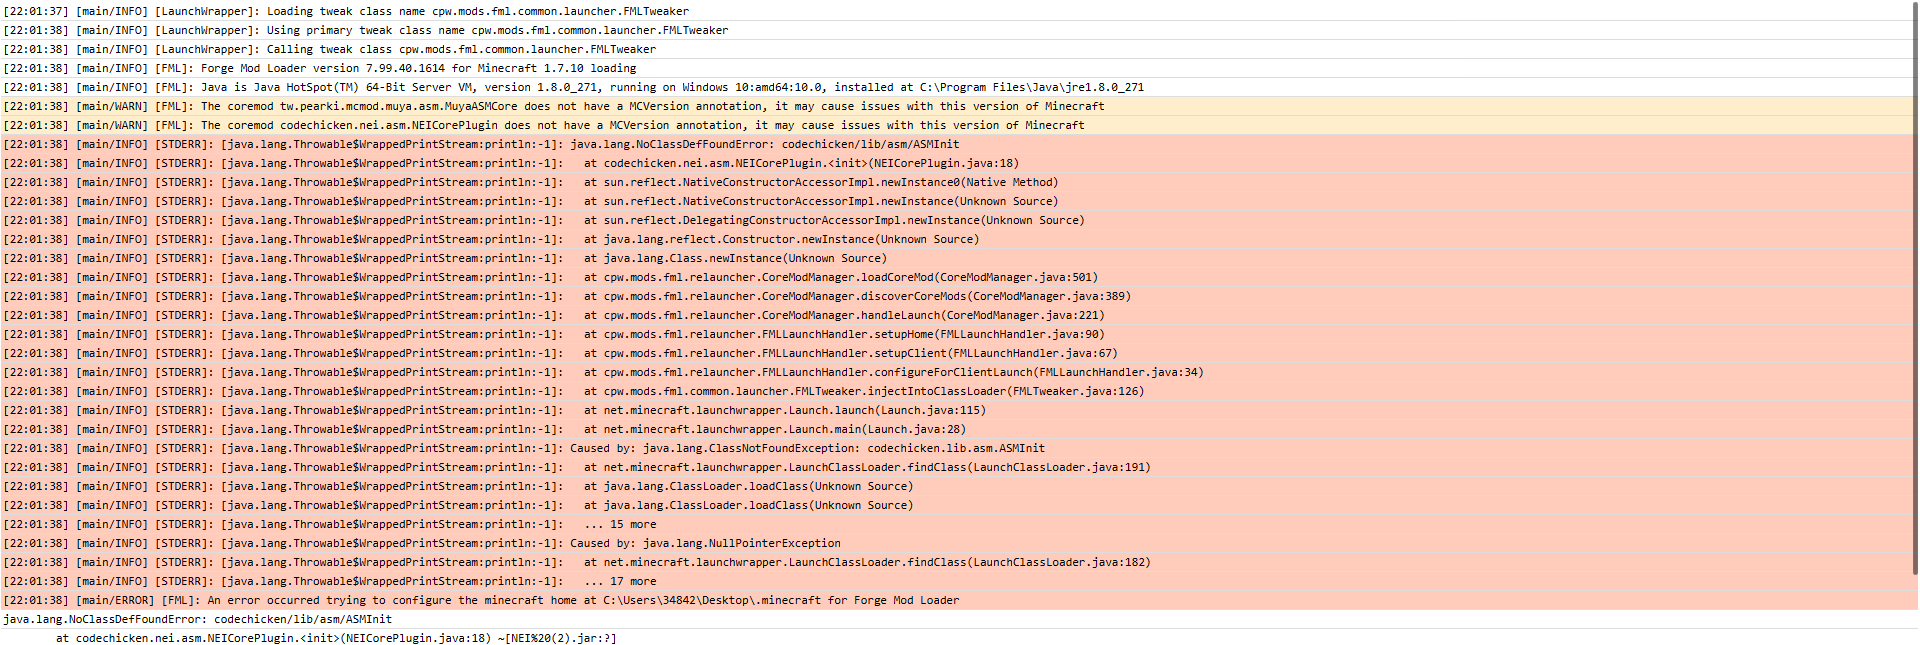 [22:01:37] [main/INFO] [LaunchWrapper]: Loading tweak class name cpw.mods.fml.common.launcher.FMLTweaker
[22:01:38] [main/INFO] [LaunchWrapper]: Using primary tweak class name cpw.mods.fml.common.launcher.FMLTweaker
[22:01:38] [main/INFO] [LaunchWrapper]: Calling tweak class cpw.mods.fml.common.launcher.FMLTweaker
[22:01:38] [main/INFO] [FML]: Forge Mod Loader version 7.99.40.1614 for Minecraft 1.7.10 loading
[22:01:38] [main/INFO] [FML]: Java is Java HotSpot(TM) 64-Bit Server VM, version 1.8.0_271, running on Windows 10:amd64:10.0, installed at C:\Program Files\Java\jre1.8.0_271
[22:01:38] [main/WARN] [FML]: The coremod tw.pearki.mcmod.muya.asm.MuyaASMCore does not have a MCVersion annotation, it may cause issues with this version of Minecraft
[22:01:38] [main/WARN] [FML]: The coremod codechicken.nei.asm.NEICorePlugin does not have a MCVersion annotation, it may cause issues with this version of Minecraft
[22:01:38] [main/INFO] [STDERR]: [java.lang.Throwable$WrappedPrintStream:println:-1]: java.lang.NoClassDefFoundError: codechicken/lib/asm/ASMInit
[22:01:38] [main/INFO] [STDERR]: [java.lang.Throwable$WrappedPrintStream:println:-1]:   at codechicken.nei.asm.NEICorePlugin.<init>(NEICorePlugin.java:18)
[22:01:38] [main/INFO] [STDERR]: [java.lang.Throwable$WrappedPrintStream:println:-1]:   at sun.reflect.NativeConstructorAccessorImpl.newInstance0(Native Method)
[22:01:38] [main/INFO] [STDERR]: [java.lang.Throwable$WrappedPrintStream:println:-1]:   at sun.reflect.NativeConstructorAccessorImpl.newInstance(Unknown Source)
[22:01:38] [main/INFO] [STDERR]: [java.lang.Throwable$WrappedPrintStream:println:-1]:   at sun.reflect.DelegatingConstructorAccessorImpl.newInstance(Unknown Source)
[22:01:38] [main/INFO] [STDERR]: [java.lang.Throwable$WrappedPrintStream:println:-1]:   at java.lang.reflect.Constructor.newInstance(Unknown Source)
[22:01:38] [main/INFO] [STDERR]: [java.lang.Throwable$WrappedPrintStream:println:-1]:   at java.lang.Class.newInstance(Unknown Source)
[22:01:38] [main/INFO] [STDERR]: [java.lang.Throwable$WrappedPrintStream:println:-1]:   at cpw.mods.fml.relauncher.CoreModManager.loadCoreMod(CoreModManager.java:501)
[22:01:38] [main/INFO] [STDERR]: [java.lang.Throwable$WrappedPrintStream:println:-1]:   at cpw.mods.fml.relauncher.CoreModManager.discoverCoreMods(CoreModManager.java:389)
[22:01:38] [main/INFO] [STDERR]: [java.lang.Throwable$WrappedPrintStream:println:-1]:   at cpw.mods.fml.relauncher.CoreModManager.handleLaunch(CoreModManager.java:221)
[22:01:38] [main/INFO] [STDERR]: [java.lang.Throwable$WrappedPrintStream:println:-1]:   at cpw.mods.fml.relauncher.FMLLaunchHandler.setupHome(FMLLaunchHandler.java:90)
[22:01:38] [main/INFO] [STDERR]: [java.lang.Throwable$WrappedPrintStream:println:-1]:   at cpw.mods.fml.relauncher.FMLLaunchHandler.setupClient(FMLLaunchHandler.java:67)
[22:01:38] [main/INFO] [STDERR]: [java.lang.Throwable$WrappedPrintStream:println:-1]:   at cpw.mods.fml.relauncher.FMLLaunchHandler.configureForClientLaunch(FMLLaunchHandler.java:34)
[22:01:38] [main/INFO] [STDERR]: [java.lang.Throwable$WrappedPrintStream:println:-1]:   at cpw.mods.fml.common.launcher.FMLTweaker.injectIntoClassLoader(FMLTweaker.java:126)
[22:01:38] [main/INFO] [STDERR]: [java.lang.Throwable$WrappedPrintStream:println:-1]:   at net.minecraft.launchwrapper.Launch.launch(Launch.java:115)
[22:01:38] [main/INFO] [STDERR]: [java.lang.Throwable$WrappedPrintStream:println:-1]:   at net.minecraft.launchwrapper.Launch.main(Launch.java:28)
[22:01:38] [main/INFO] [STDERR]: [java.lang.Throwable$WrappedPrintStream:println:-1]: Caused by: java.lang.ClassNotFoundException: codechicken.lib.asm.ASMInit
[22:01:38] [main/INFO] [STDERR]: [java.lang.Throwable$WrappedPrintStream:println:-1]:   at net.minecraft.launchwrapper.LaunchClassLoader.findClass(LaunchClassLoader.java:191)
[22:01:38] [main/INFO] [STDERR]: [java.lang.Throwable$WrappedPrintStream:println:-1]:   at java.lang.ClassLoader.loadClass(Unknown Source)
[22:01:38] [main/INFO] [STDERR]: [java.lang.Throwable$WrappedPrintStream:println:-1]:   at java.lang.ClassLoader.loadClass(Unknown Source)
[22:01:38] [main/INFO] [STDERR]: [java.lang.Throwable$WrappedPrintStream:println:-1]:   ... 15 more
[22:01:38] [main/INFO] [STDERR]: [java.lang.Throwable$WrappedPrintStream:println:-1]: Caused by: java.lang.NullPointerException
[22:01:38] [main/INFO] [STDERR]: [java.lang.Throwable$WrappedPrintStream:println:-1]:   at net.minecraft.launchwrapper.LaunchClassLoader.findClass(LaunchClassLoader.java:182)
[22:01:38] [main/INFO] [STDERR]: [java.lang.Throwable$WrappedPrintStream:println:-1]:   ... 17 more
[22:01:38] [main/ERROR] [FML]: An error occurred trying to configure the minecraft home at C:\Users\34842\Desktop\.minecraft for Forge Mod Loader
java.lang.NoClassDefFoundError: codechicken/lib/asm/ASMInit
        at codechicken.nei.asm.NEICorePlugin.<init>(NEICorePlugin.java:18) ~[NEI%20(2).jar:?]